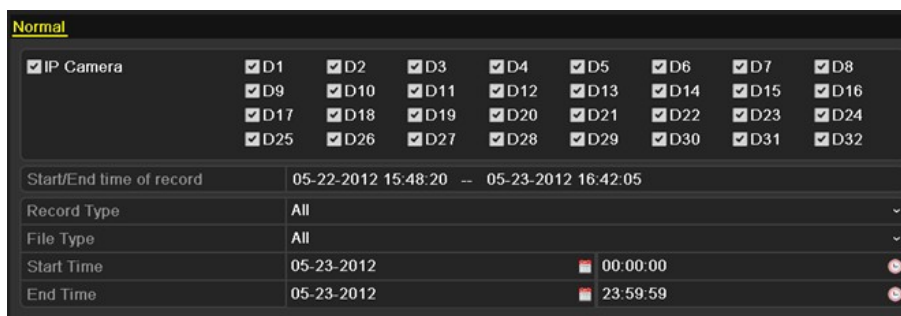 Normal
IP Camera D1 D2 D3 D4 D5 D6 D7 D8
D9 D10 D11 D12 D13 D14 D15 D16
D17 D18 D19 D20 D21 D22 D23 D24
D25 D26 D27 D28 D29 D30 D31 D32
Start/End time of record 05-22-2012 15:48:20 -- 05-23-2012 16:42:05
Record Type All
File Type All
Start Time 05-23-2012 00:00:00
End Time 05-23-2012 23:59:59